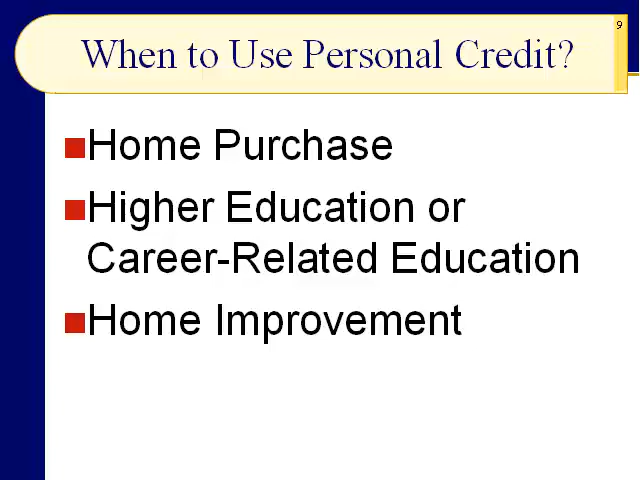 9
When to Use Personal Credit?
Home Purchase
Higher Education or
Career-Related Education
Home Improvement